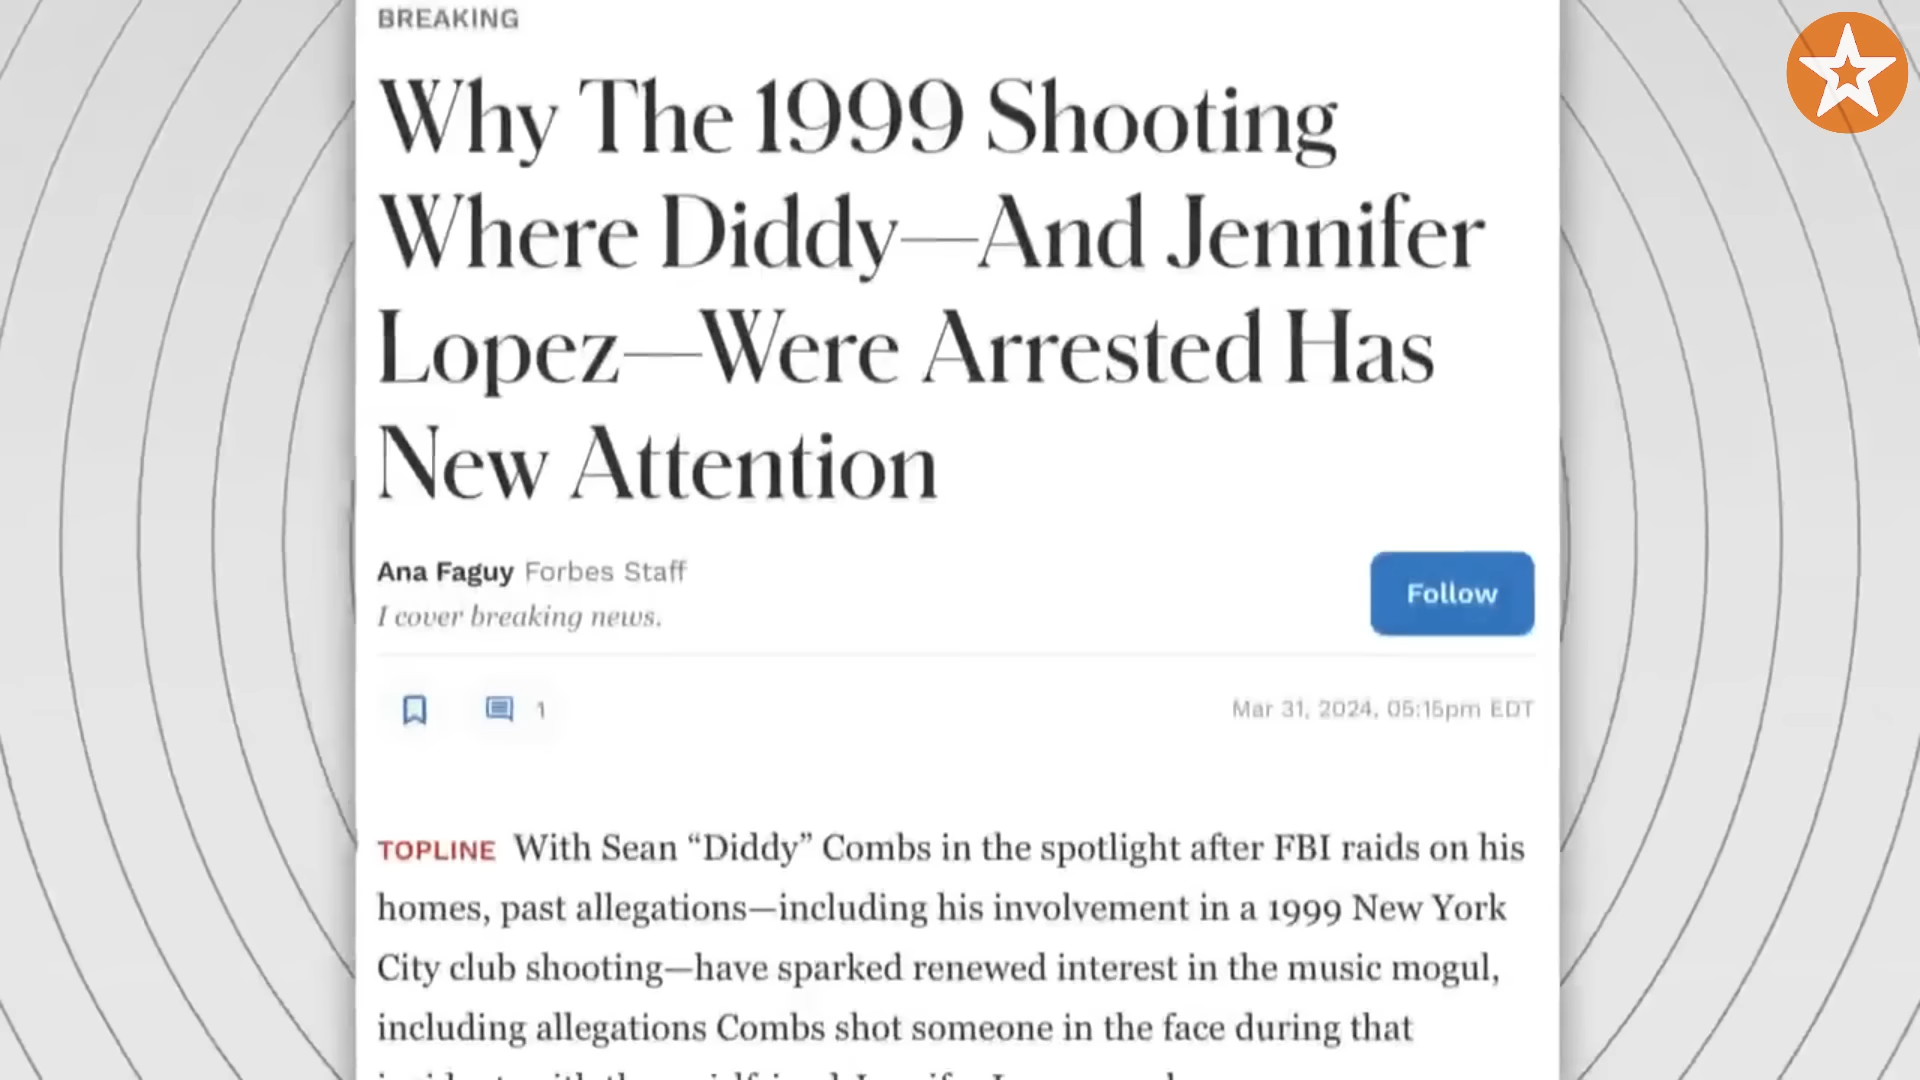 BREAKING
Why The 1999 Shooting
Where Diddy—And Jennifer
Lopez—Were Arrested Has
New Attention
Ana Faguy Forbes Staff
I cover breaking news.
Follow
1
Mar 31, 2024, 05:15pm EDT
TOPLINE With Sean “Diddy” Combs in the spotlight after FBI raids on his
homes, past allegations—including his involvement in a 1999 New York
City club shooting—have sparked renewed interest in the music mogul,
including allegations Combs shot someone in the face during that